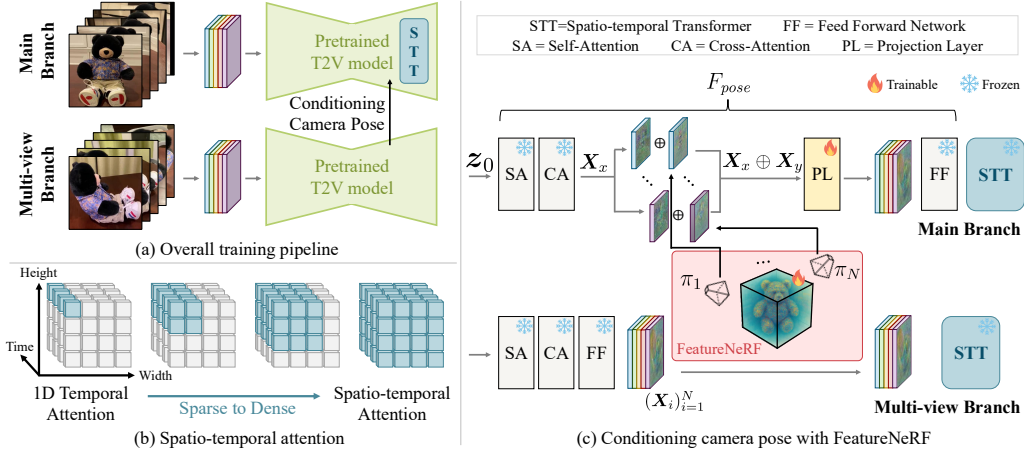 Main
Branch
Pretrained
T2V model
S
T
T
Conditioning
Camera Pose
Multi-view
Branch
Pretrained
T2V model
(a) Overall training pipeline
Height
Time
Width
1D Temporal
Attention
Sparse to Dense
Spatio-temporal
Attention
(b) Spatio-temporal attention
STT=Spatio-temporal Transformer FF = Feed Forward Network
SA = Self-Attention CA = Cross-Attention PL = Projection Layer
F_pose
Trainable
Frozen
z_0
SA
CA
X_x
⊕
...
⊕
X_x ⊕ X_y
PL
FF
STT
Main Branch
π_1
...
π_N
FeatureNeRF
SA
CA
FF
(X_i)_{i=1}^N
STT
Multi-view Branch
(c) Conditioning camera pose with FeatureNeRF